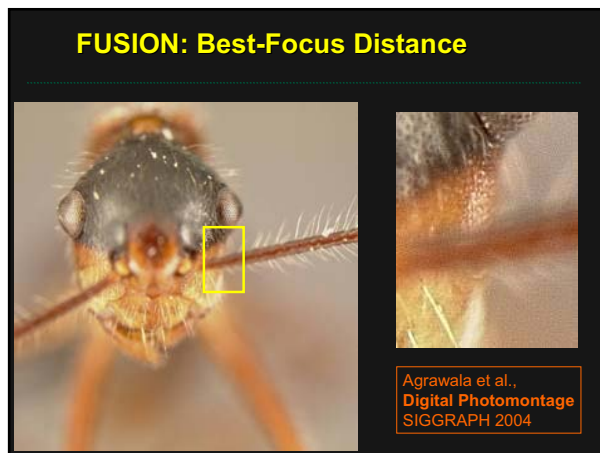 FUSION: Best-Focus Distance
Agrawala et al.,
Digital Photomontage
SIGGRAPH 2004